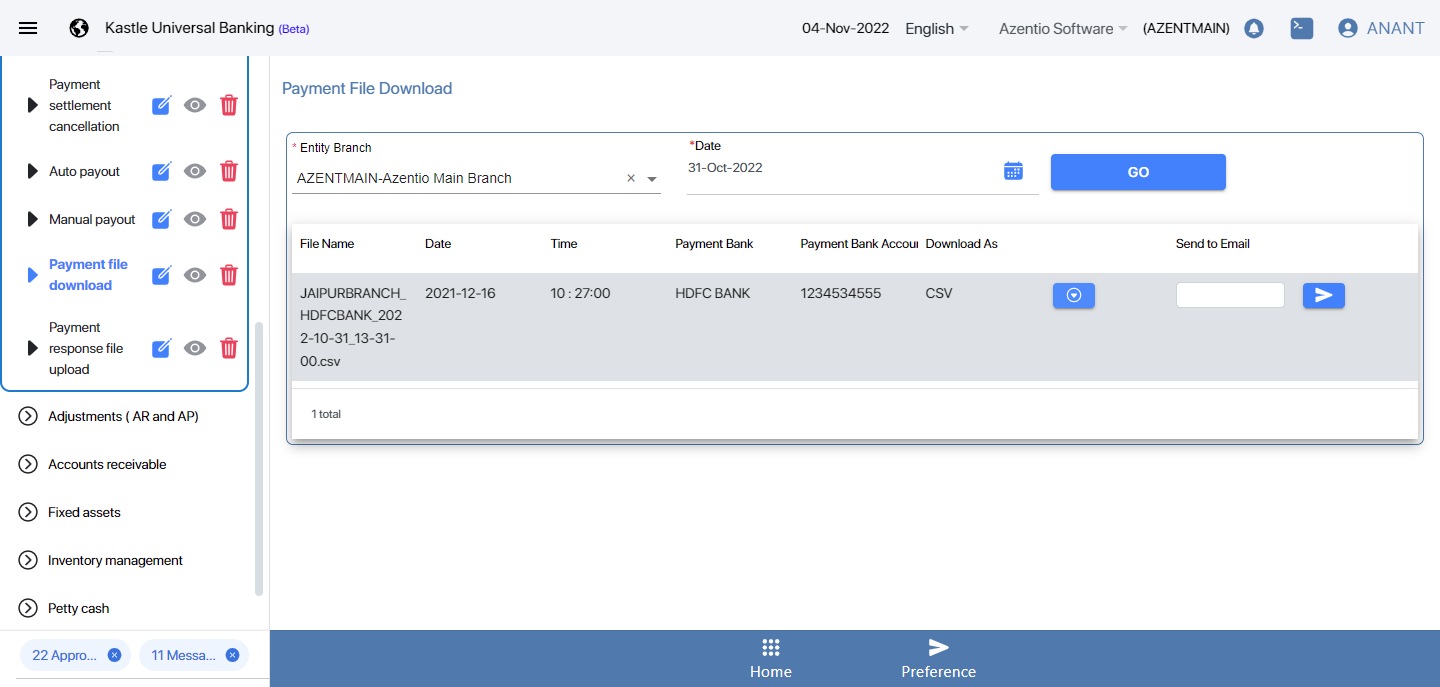 Kastle Universal Banking (Beta)
04-Nov-2022
English
Azentio Software
(AZENTMAIN)
ANANT
Payment
settlement
cancellation
Auto payout
Manual payout
Payment file
download
Payment
response file
upload
Adjustments ( AR and AP)
Accounts receivable
Fixed assets
Inventory management
Petty cash
22 Appro...
11 Messa...
Payment File Download
* Entity Branch
AZENTMAIN-Azentio Main Branch
*Date
31-Oct-2022
GO
File Name Date Time Payment Bank Payment Bank Accour Download As Send to Email
JAIPURBRANCH_ 2021-12-16 10 : 27:00 HDFC BANK 1234534555 CSV
HDFCBANK_202
2-10-31_13-31-
00.csv
1 total
Home
Preference